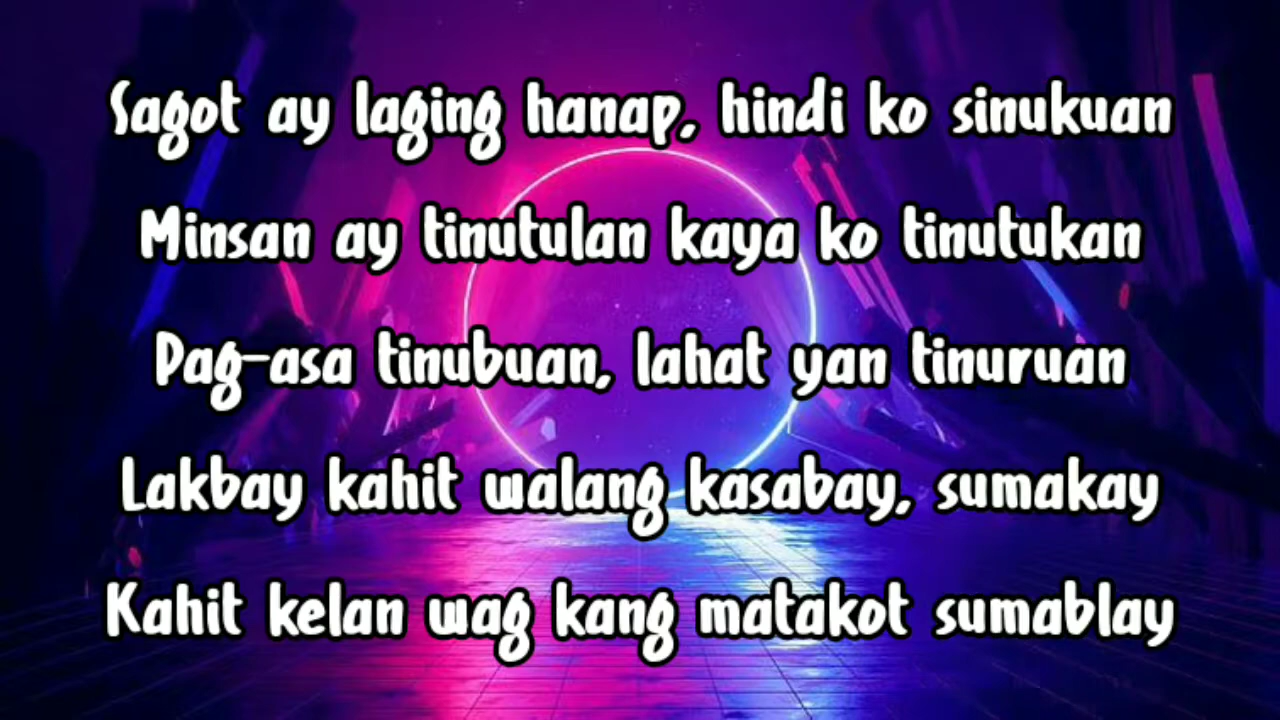 Sagot ay laging hanap, hindi ko sinukuan
Minsan ay tinutulan kaya ko tinutukan
Pag-asa tinubuan, lahat yan tinuruan
Lakbay kahit walang kasabay, sumakay
Kahit kelan wag kang matakot sumablay